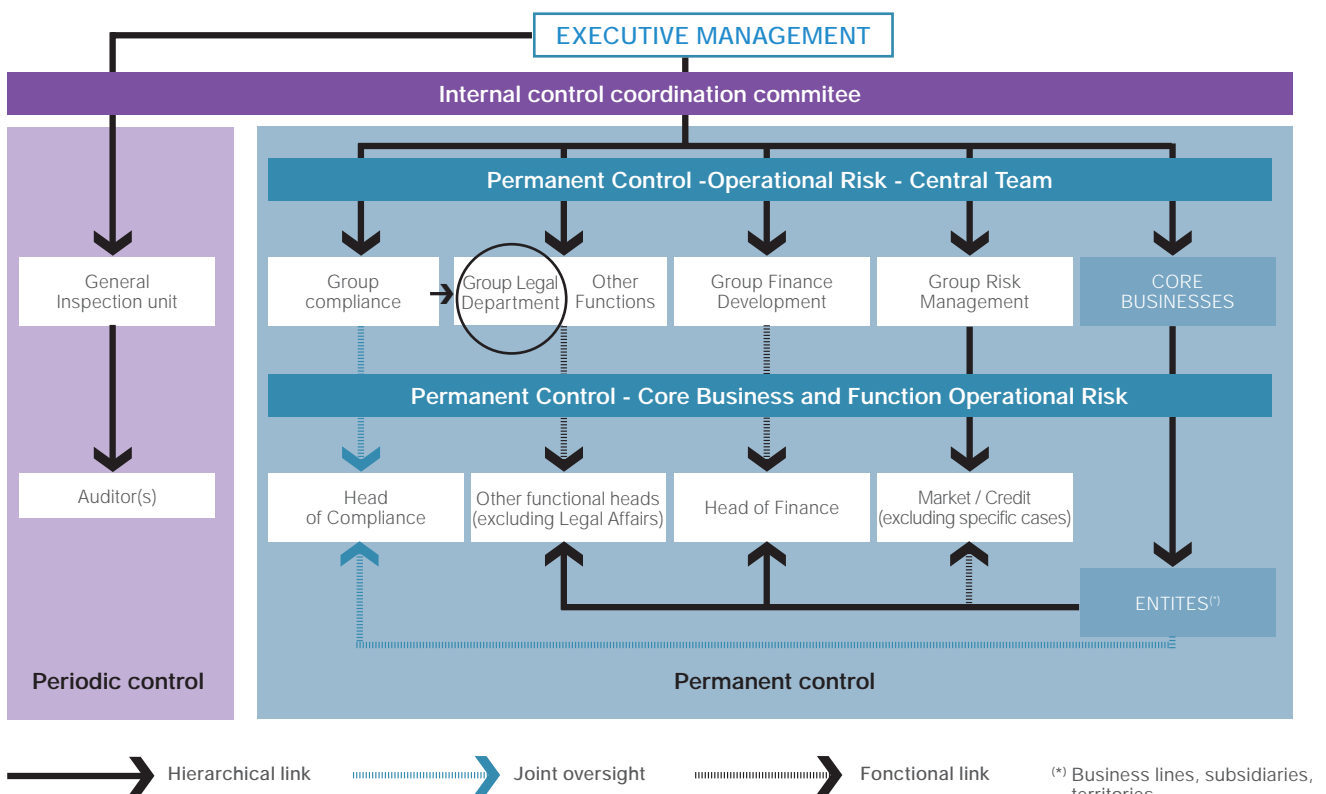 EXECUTIVE MANAGEMENT
Internal control coordination commitee
Permanent Control -Operational Risk - Central Team
General
Inspection unit
Group
compliance
Group Legal
Department
Other
Functions
Group Finance
Development
Group Risk
Management
CORE
BUSINESSES
Permanent Control - Core Business and Function Operational Risk
Auditor(s)
Head
of Compliance
Other functional heads
(excluding Legal Affairs)
Head of Finance
Market / Credit
(excluding specific cases)
ENTITES(*)
Periodic control
Permanent control
Hierarchical link
Joint oversight
Fonctional link
(*) Business lines, subsidiaries,
territories